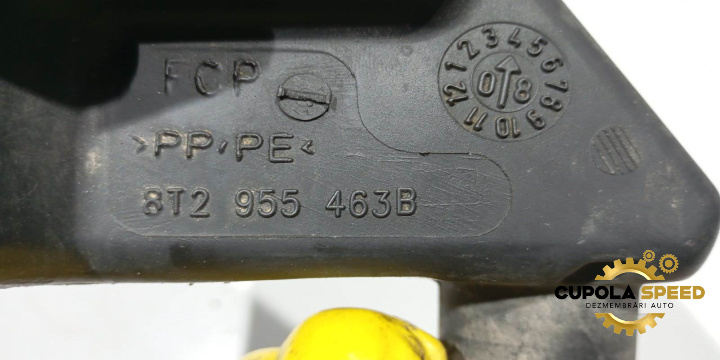 FCP
>PP/PE<
8T2 955 463B
1 2 3 4 5 6 7 8 9 10 11 12
0 8
CUPOLA SPEED
DEZMEMBRĂRI AUTO